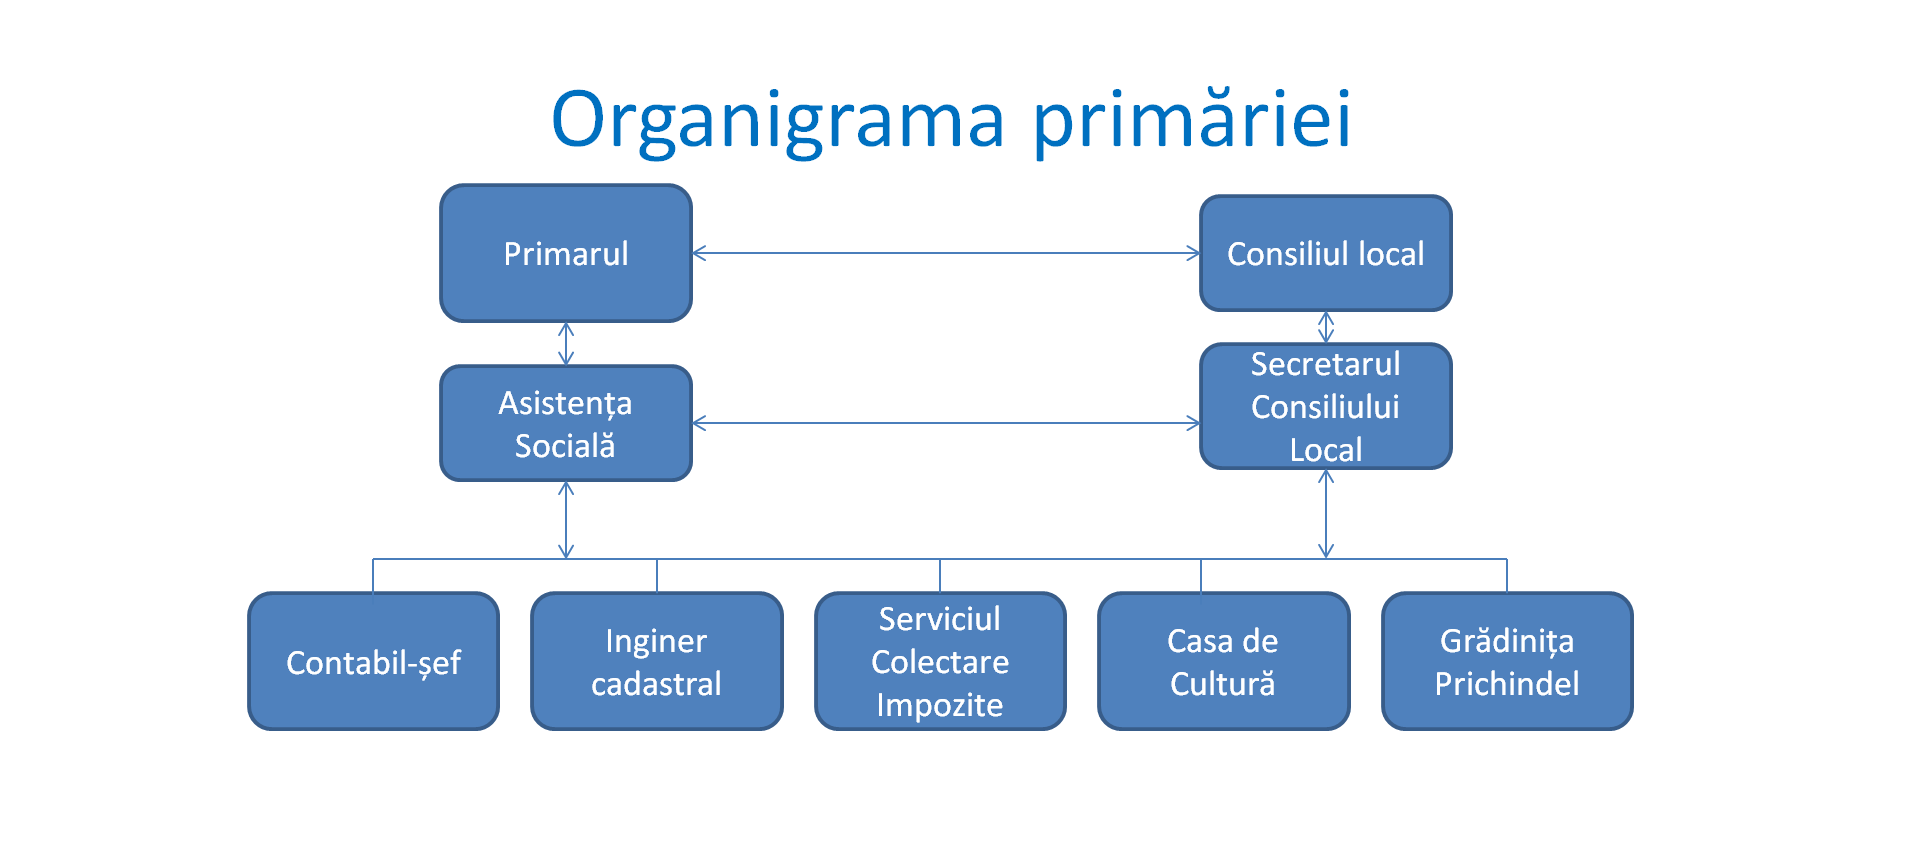 Organigrama primăriei
Primarul
Consiliul local
Asistența
Socială
Secretarul
Consiliului
Local
Contabil-șef
Inginer
cadastral
Serviciul
Colectare
Impozite
Casa de
Cultură
Grădinița
Prichindel